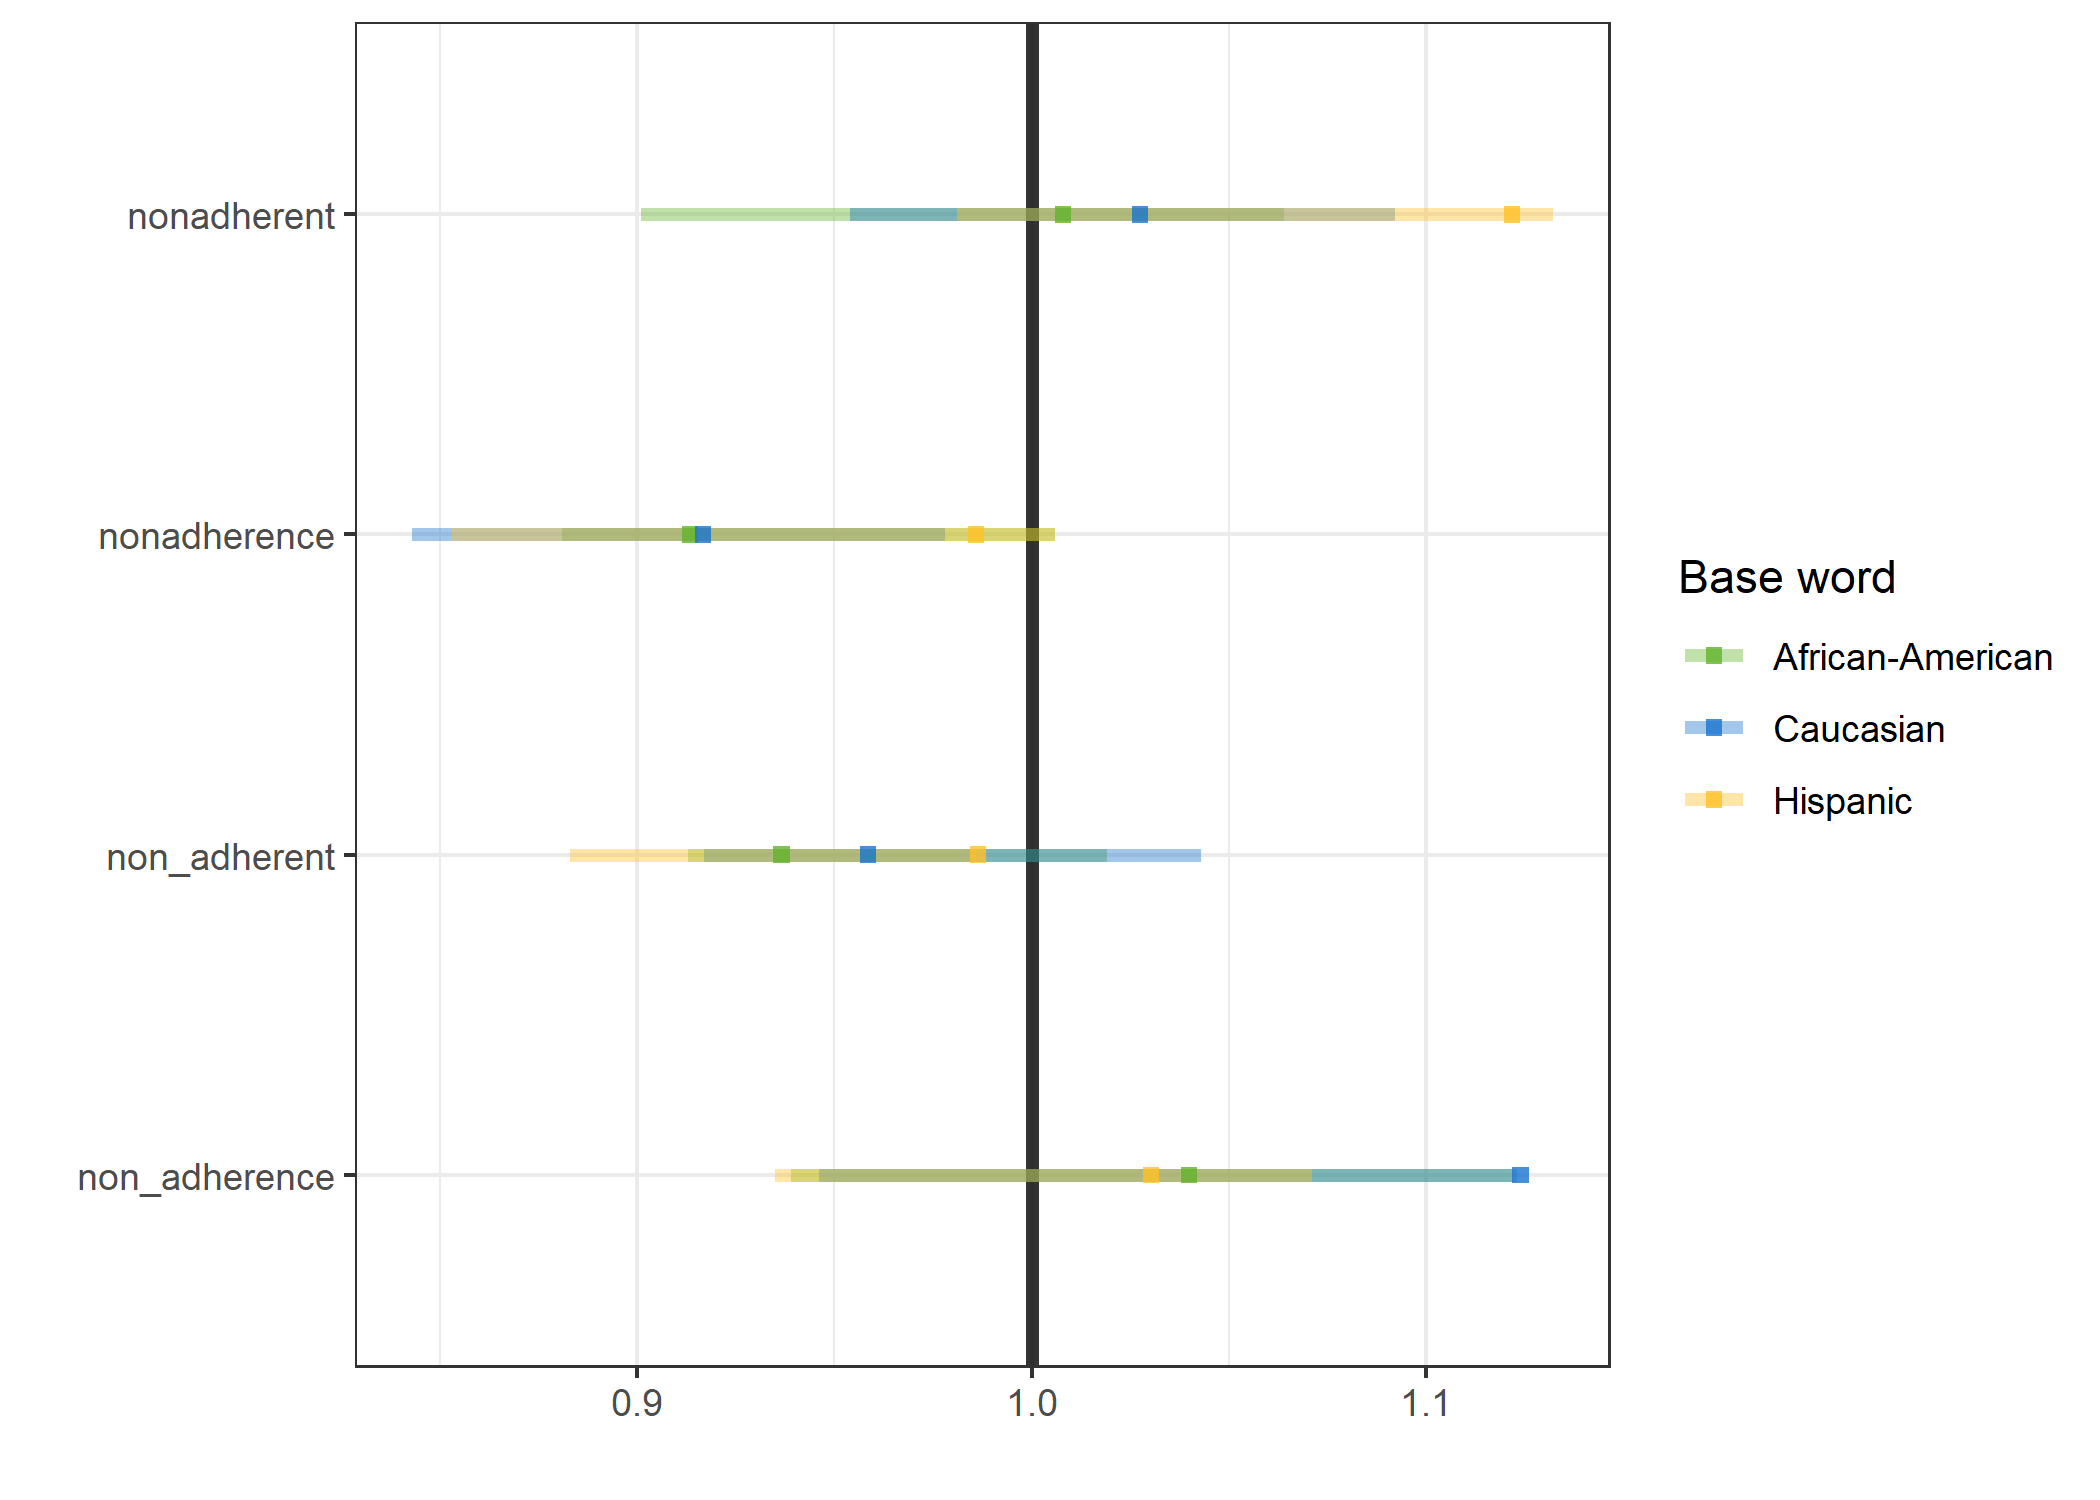 nonadherent
nonadherence
non_adherent
non_adherence
0.9
1.0
1.1
Base word
African-American
Caucasian
Hispanic